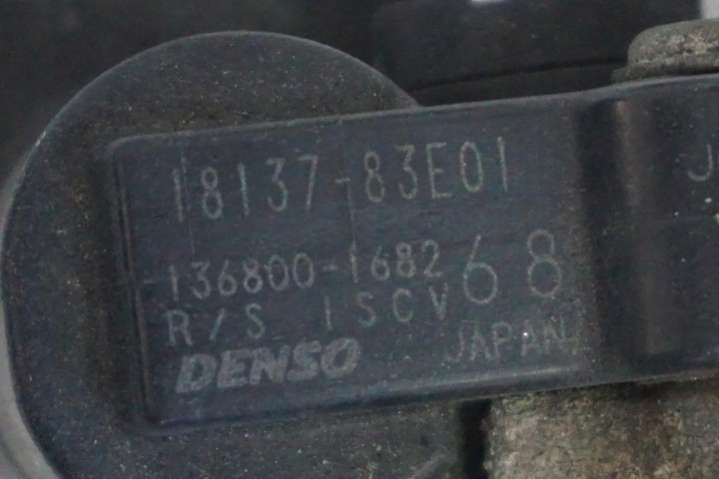 18137-83E01
136800-1682 68
R/S ISCV
DENSO JAPAN
J